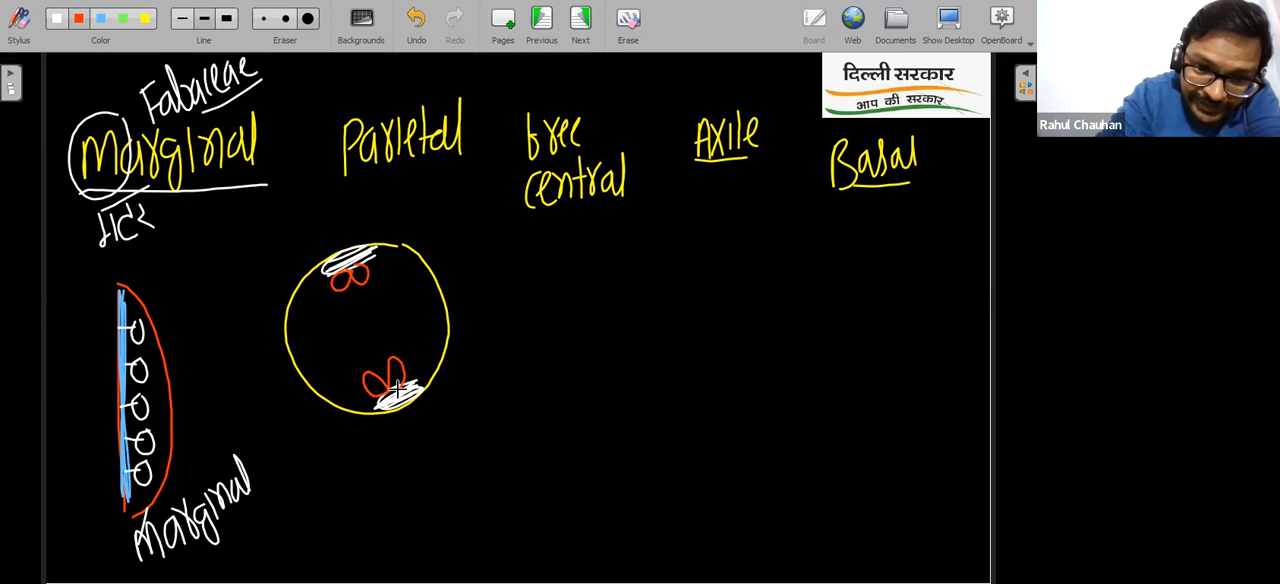 Stylus
Color
Line
Eraser
Backgrounds
Undo
Redo
Pages
Previous
Next
Erase
Board
Web
Documents
Show Desktop
OpenBoard
Rahul Chauhan
दिल्ली सरकार
आप की सरकार
Fabaceae
Marginal
Parietal
free
central
Axile
Basal
मटर
Marginal